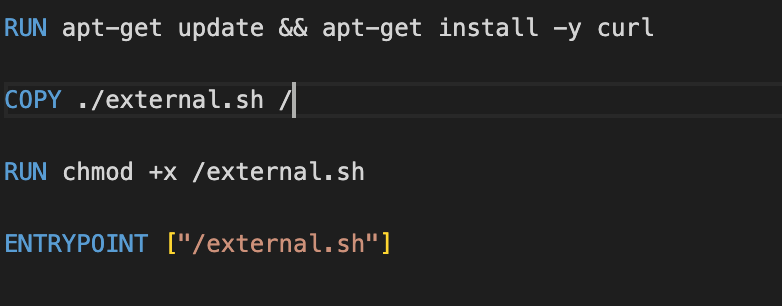 RUN apt-get update && apt-get install -y curl
COPY ./external.sh /
RUN chmod +x /external.sh
ENTRYPOINT ["/external.sh"]